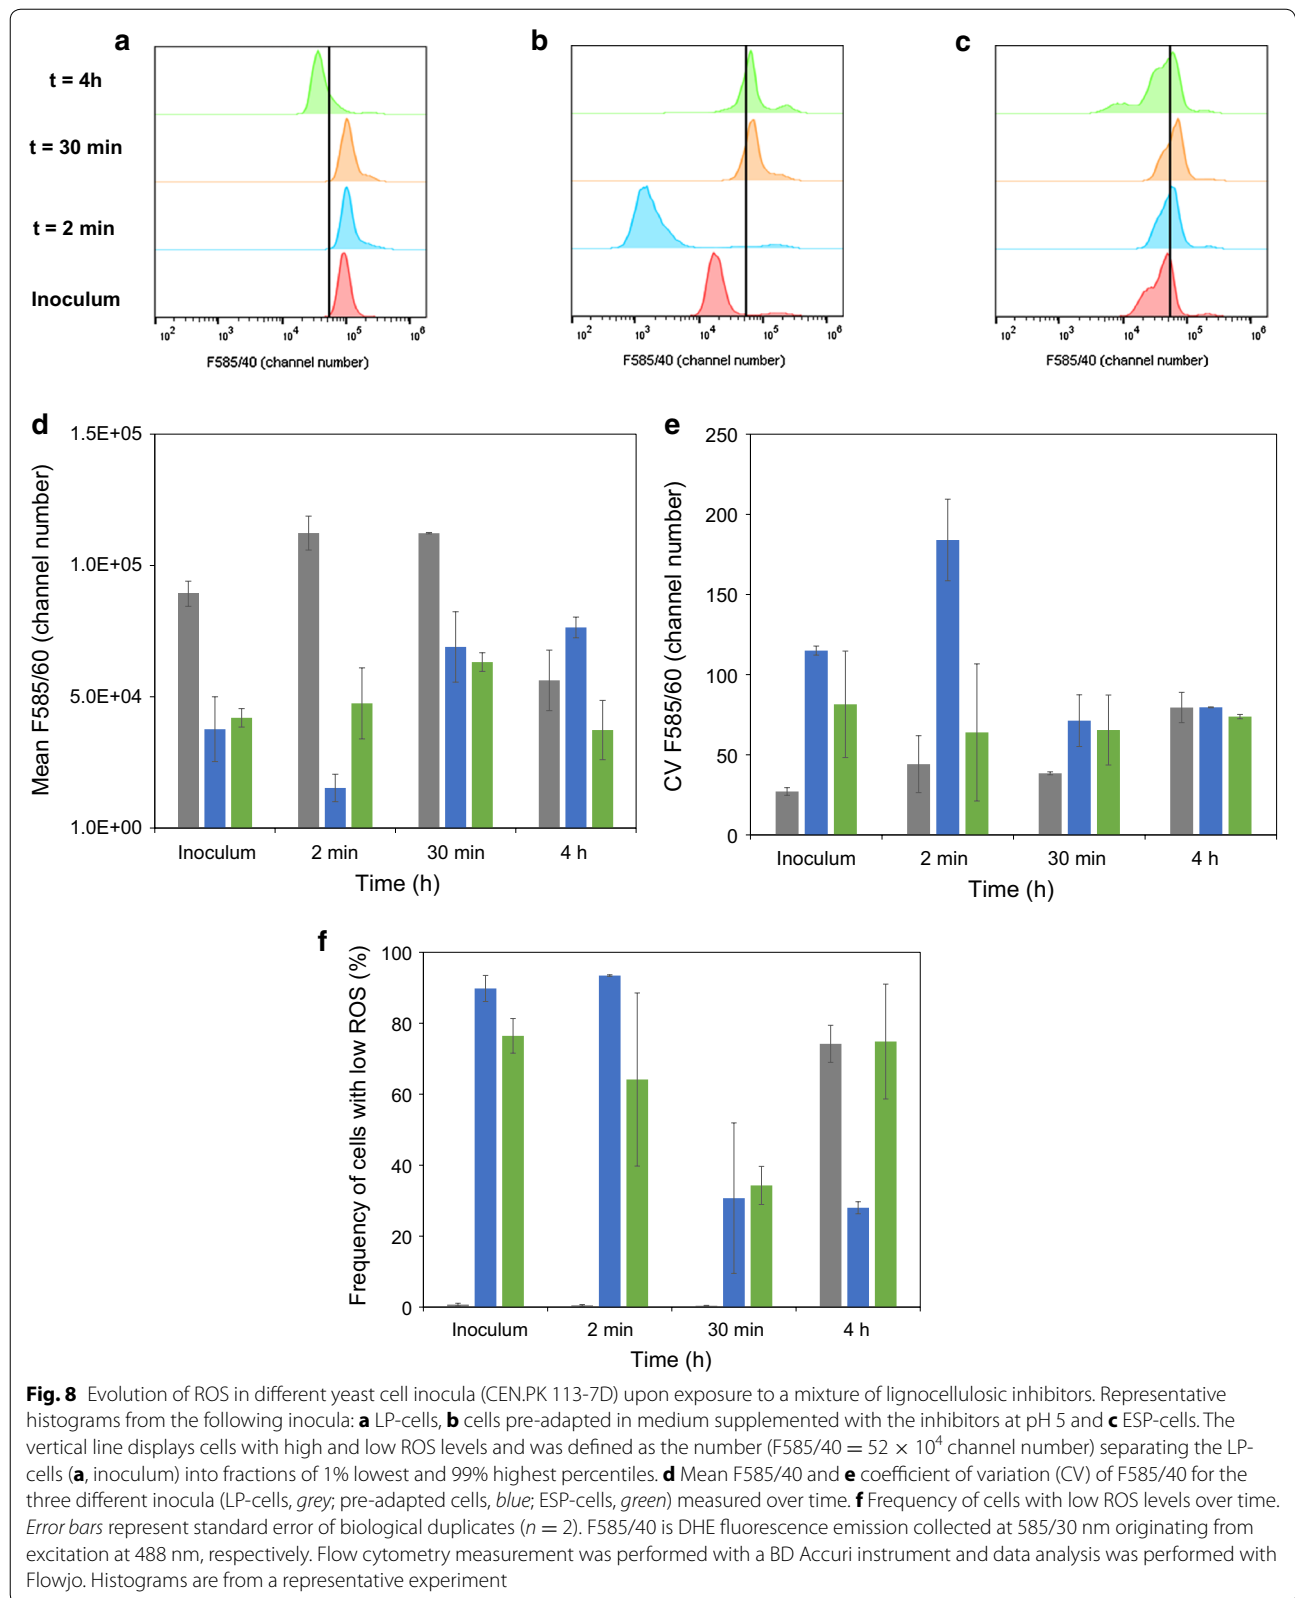 a
b
c
t = 4h
t = 30 min
t = 2 min
Inoculum
10² 10³ 10⁴ 10⁵ 10⁶
10² 10³ 10⁴ 10⁵ 10⁶
10² 10³ 10⁴ 10⁵ 10⁶
F585/40 (channel number)
F585/40 (channel number)
F585/40 (channel number)
d
Mean F585/60 (channel number)
1.5E+05
1.0E+05
5.0E+04
1.0E+00
Inoculum 2 min 30 min 4 h
Time (h)
e
CV F585/60 (channel number)
250
200
150
100
50
0
Inoculum 2 min 30 min 4 h
Time (h)
f
Frequency of cells with low ROS (%)
100
80
60
40
20
0
Inoculum 2 min 30 min 4 h
Time (h)
Fig. 8 Evolution of ROS in different yeast cell inocula (CEN.PK 113-7D) upon exposure to a mixture of lignocellulosic inhibitors. Representative
histograms from the following inocula: a LP-cells, b cells pre-adapted in medium supplemented with the inhibitors at pH 5 and c ESP-cells. The
vertical line displays cells with high and low ROS levels and was defined as the number (F585/40 = 52 × 10⁴ channel number) separating the LP-
cells (a, inoculum) into fractions of 1% lowest and 99% highest percentiles. d Mean F585/40 and e coefficient of variation (CV) of F585/40 for the
three different inocula (LP-cells, grey; pre-adapted cells, blue; ESP-cells, green) measured over time. f Frequency of cells with low ROS levels over time.
Error bars represent standard error of biological duplicates (n = 2). F585/40 is DHE fluorescence emission collected at 585/30 nm originating from
excitation at 488 nm, respectively. Flow cytometry measurement was performed with a BD Accuri instrument and data analysis was performed with
Flowjo. Histograms are from a representative experiment